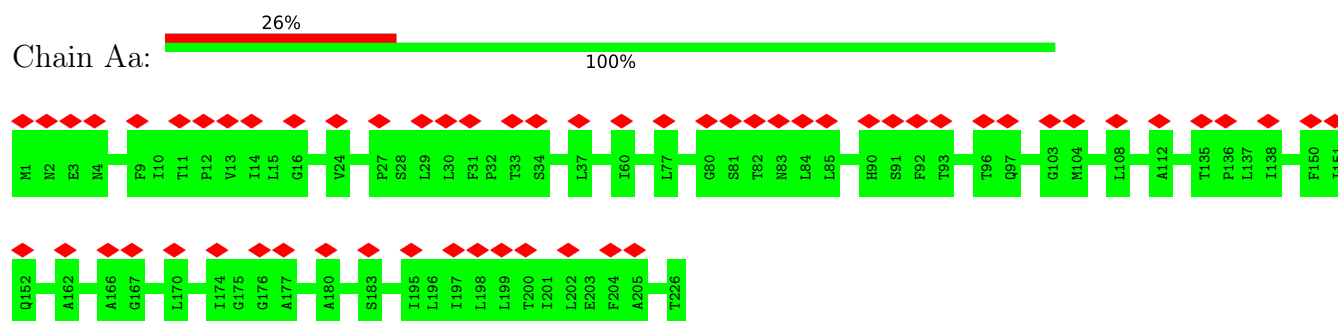 26%
Chain Aa:
100%
M1 N2 E3 N4 F9 I10 T11 P12 V13 I14 L15 G16 V24 P27 S28 L29 L30 F31 P32 T33 S34 L37 I60 L77 G80 S81 T82 N83 L84 L85 H90 S91 F92 T93 T96 Q97 G103 M104 L108 A112 T135 P136 L137 I138 F150 I151
Q152 A162 A166 G167 L170 I174 G175 G176 A177 A180 S183 I195 L196 I197 L198 L199 T200 I201 L202 E203 F204 A205 T226